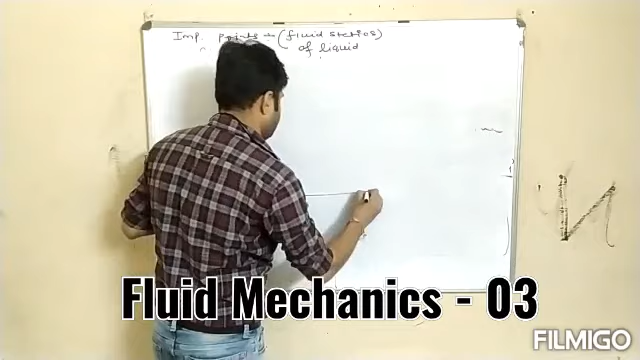 Imp. points → (fluid statics)
of liquid
Fluid Mechanics - 03
FILMIGO